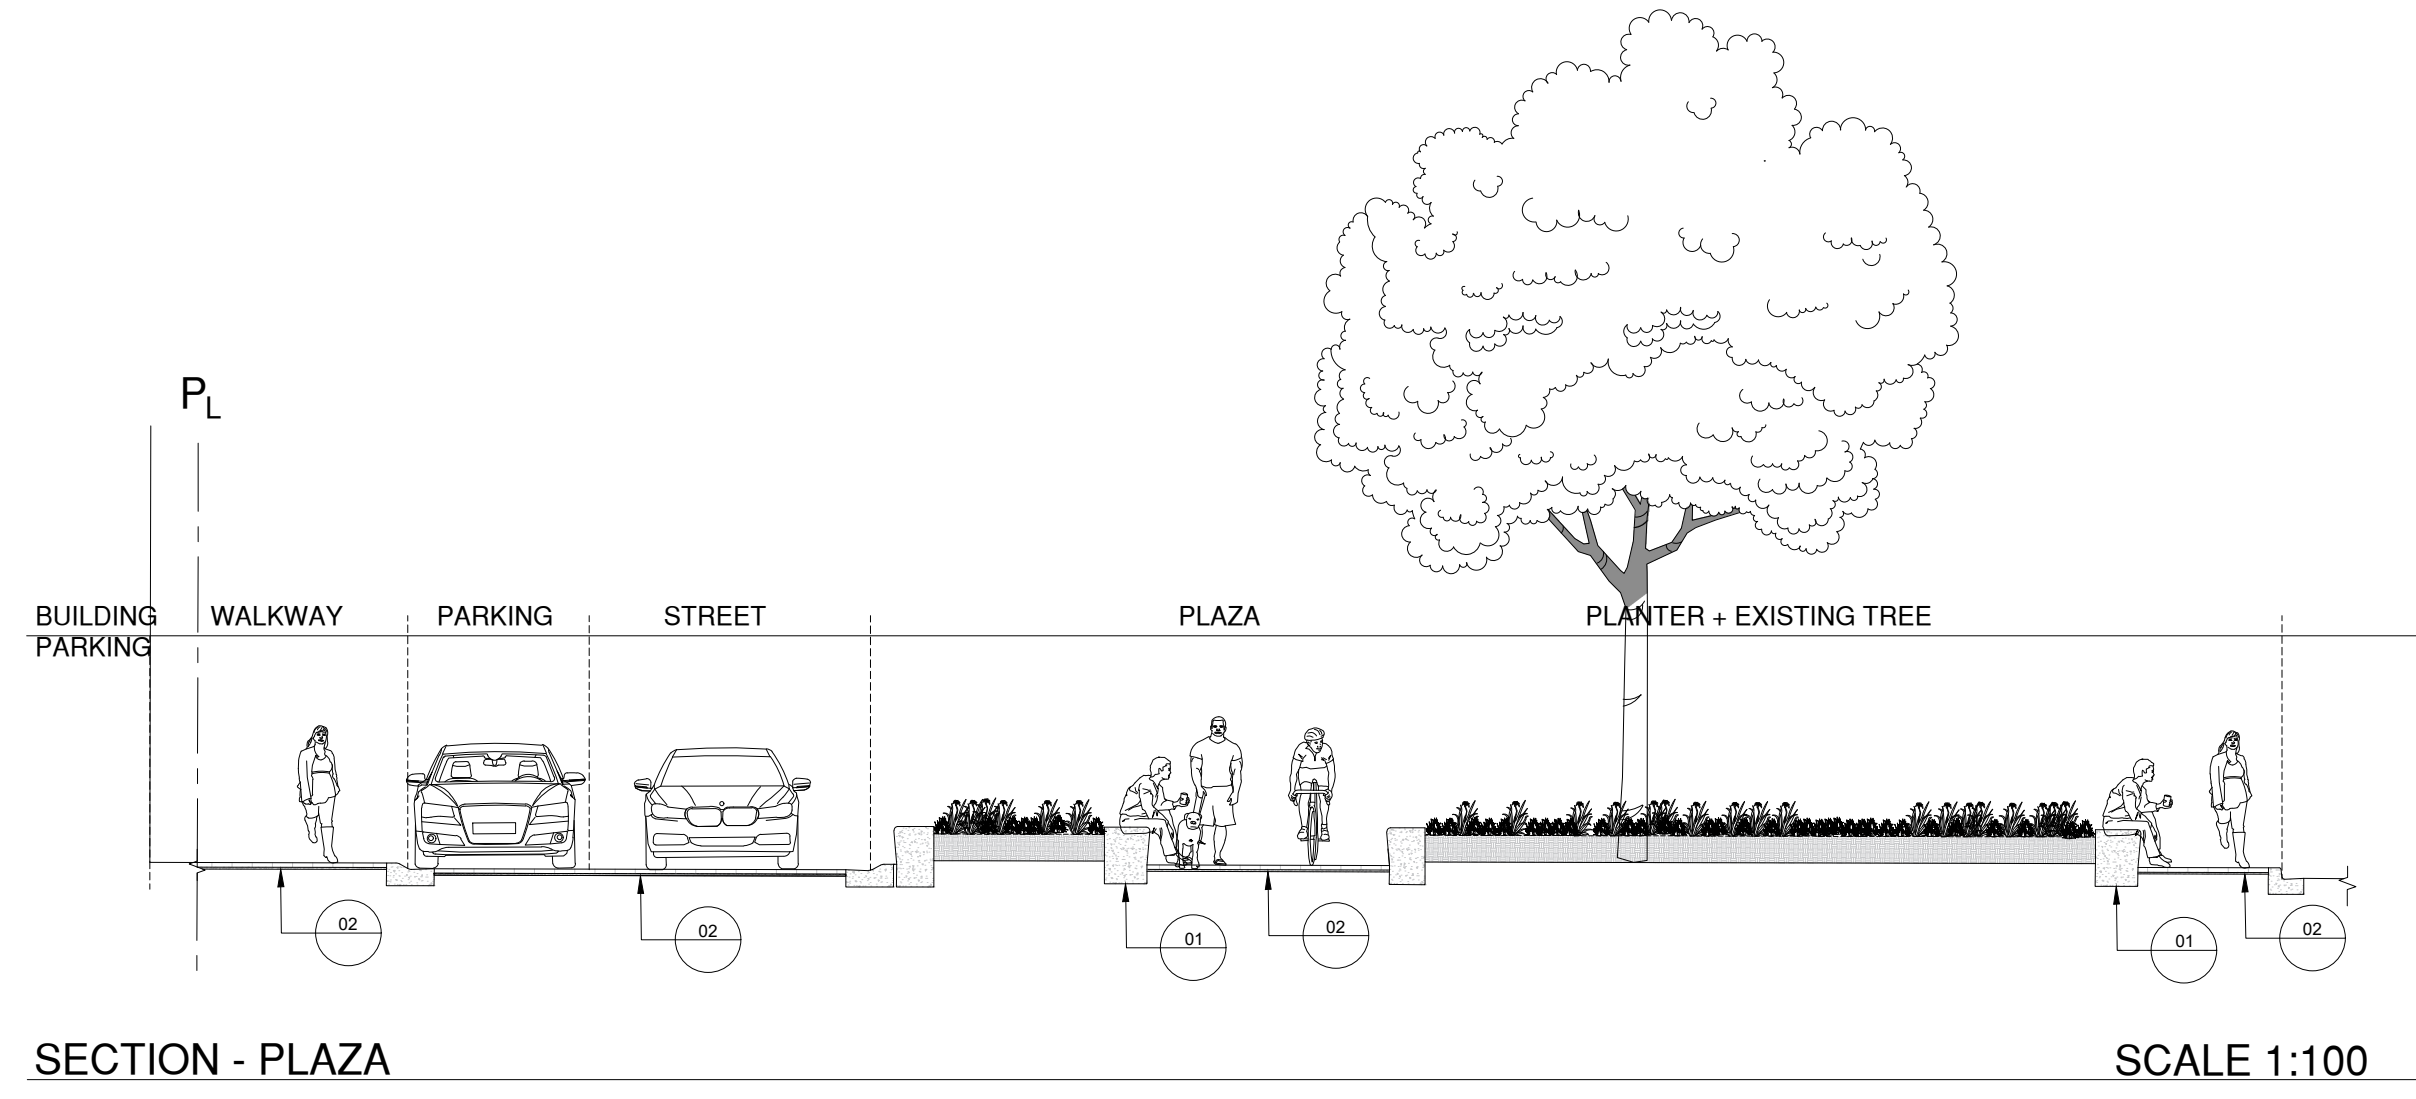 PL
BUILDING
PARKING
WALKWAY
PARKING
STREET
PLAZA
PLANTER + EXISTING TREE
02
02
01
02
01
02
SECTION - PLAZA
SCALE 1:100